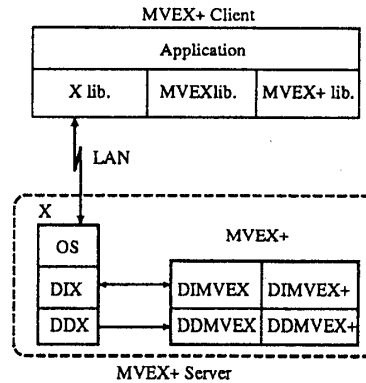 MVEX+ Client
Application
X lib.
MVEXlib.
MVEX+ lib.
LAN
X
MVEX+
OS
DIX
DIMVEX
DIMVEX+
DDX
DDMVEX
DDMVEX+
MVEX+ Server